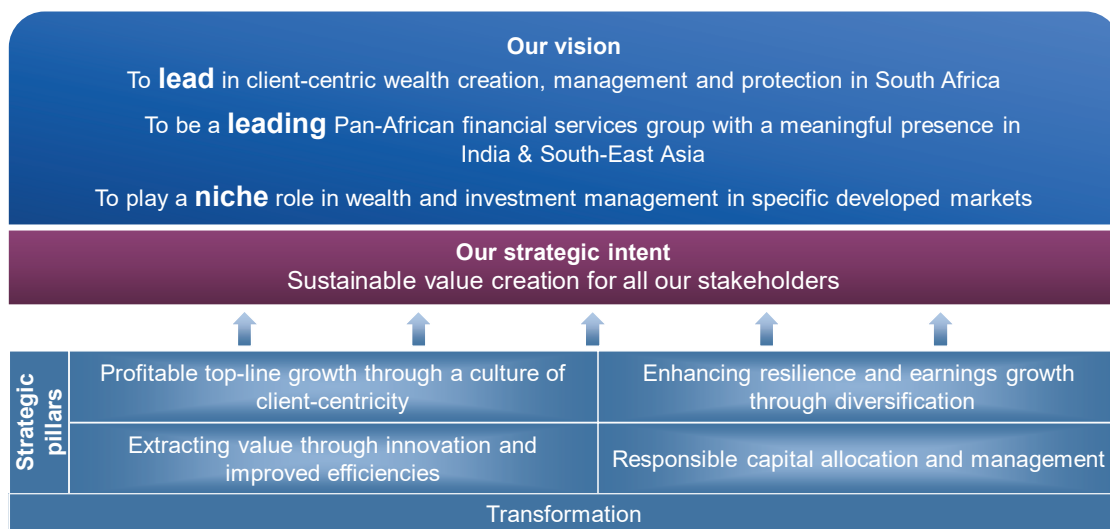 Our vision
To lead in client-centric wealth creation, management and protection in South Africa
To be a leading Pan-African financial services group with a meaningful presence in
India & South-East Asia
To play a niche role in wealth and investment management in specific developed markets
Our strategic intent
Sustainable value creation for all our stakeholders
Strategic
pillars
Profitable top-line growth through a culture of
client-centricity
Enhancing resilience and earnings growth
through diversification
Extracting value through innovation and
improved efficiencies
Responsible capital allocation and management
Transformation